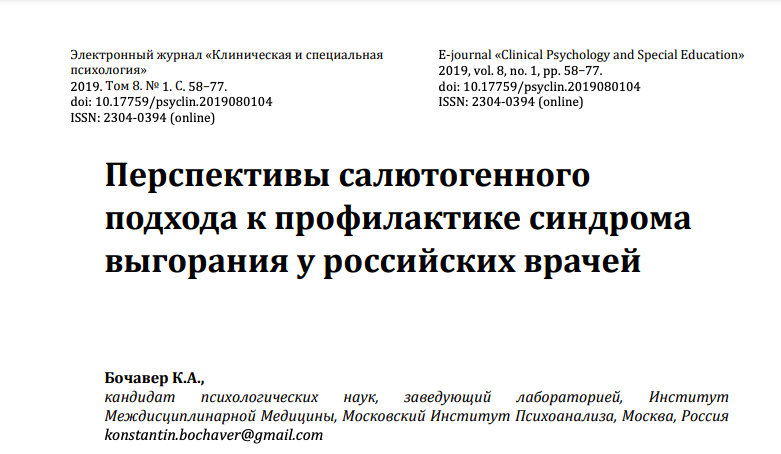 Электронный журнал «Клиническая и специальная
психология»
2019. Том 8. № 1. С. 58–77.
doi: 10.17759/psyclin.2019080104
ISSN: 2304-0394 (online)
E-journal «Clinical Psychology and Special Education»
2019, vol. 8, no. 1, pp. 58–77.
doi: 10.17759/psyclin.2019080104
ISSN: 2304-0394 (online)
Перспективы салютогенного
подхода к профилактике синдрома
выгорания у российских врачей
Бочавер К.А.,
кандидат психологических наук, заведующий лабораторией, Институт
Междисциплинарной Медицины, Московский Институт Психоанализа, Москва, Россия
konstantin.bochaver@gmail.com